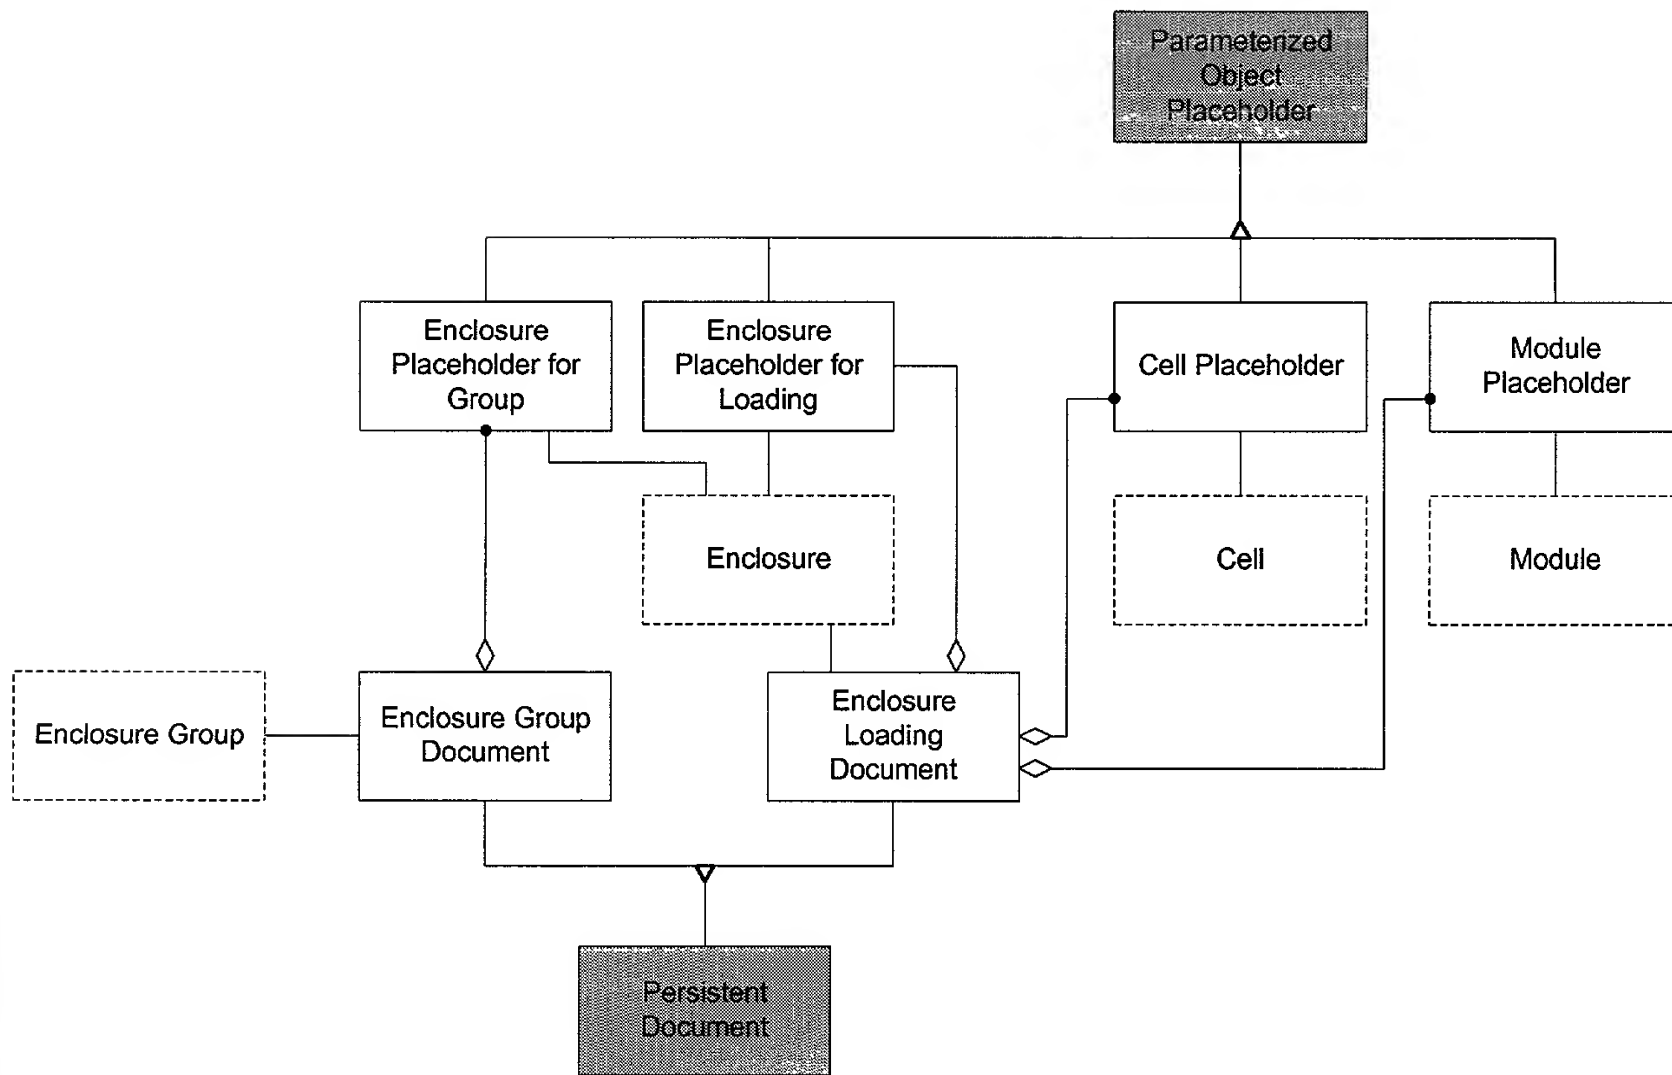 Parameterized
Object
Placeholder
Enclosure
Placeholder for
Group
Enclosure
Placeholder for
Loading
Cell Placeholder
Module
Placeholder
Enclosure
Cell
Module
Enclosure Group
Enclosure Group
Document
Enclosure
Loading
Document
Persistent
Document